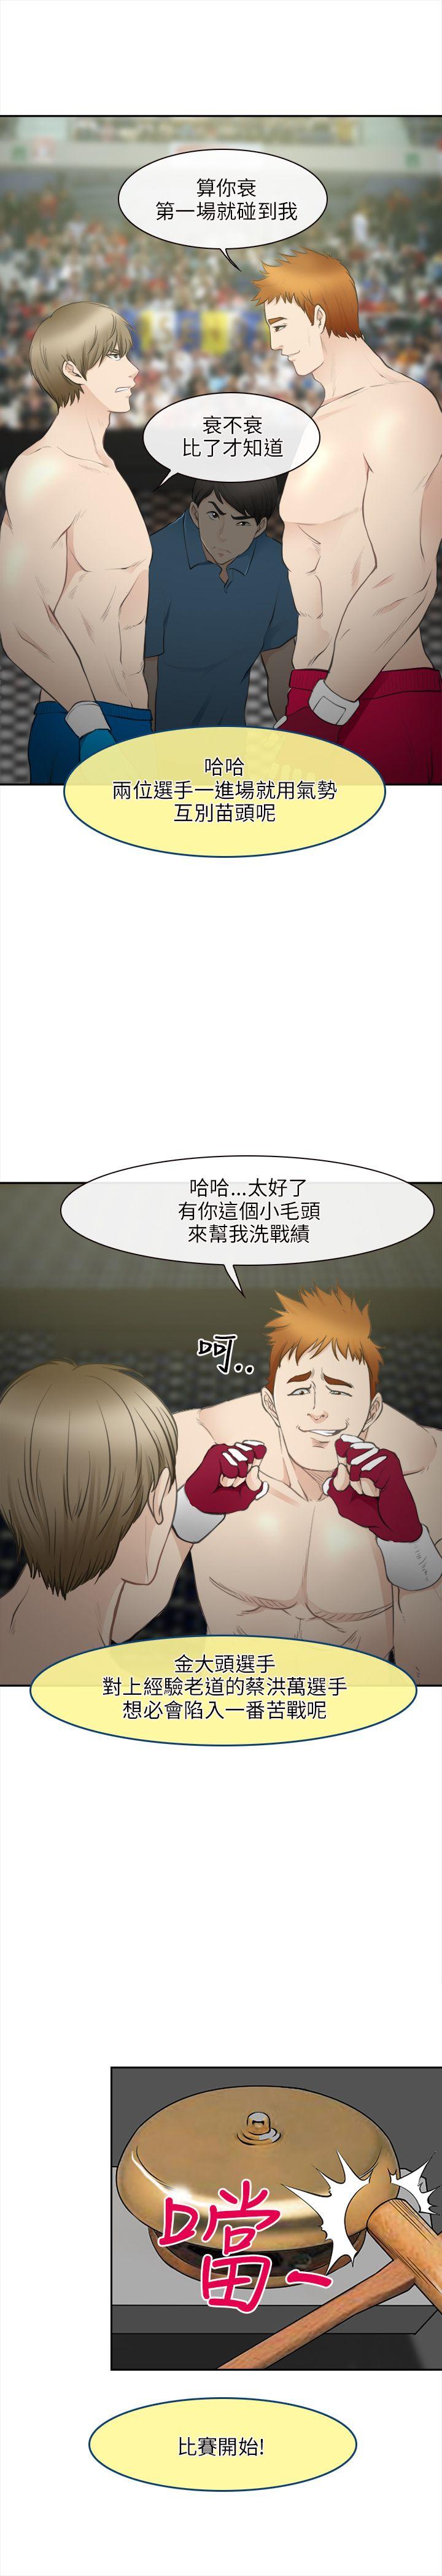 算你衰
第一場就碰到我
衰不衰
比了才知道
哈哈
兩位選手一進場就用氣勢
互別苗頭呢
哈哈...太好了
有你這個小毛頭
來幫我洗戰績
呵..
金大頭選手
對上經驗老道的蔡洪萬選手
想必會陷入一番苦戰呢
噹—
比賽開始!